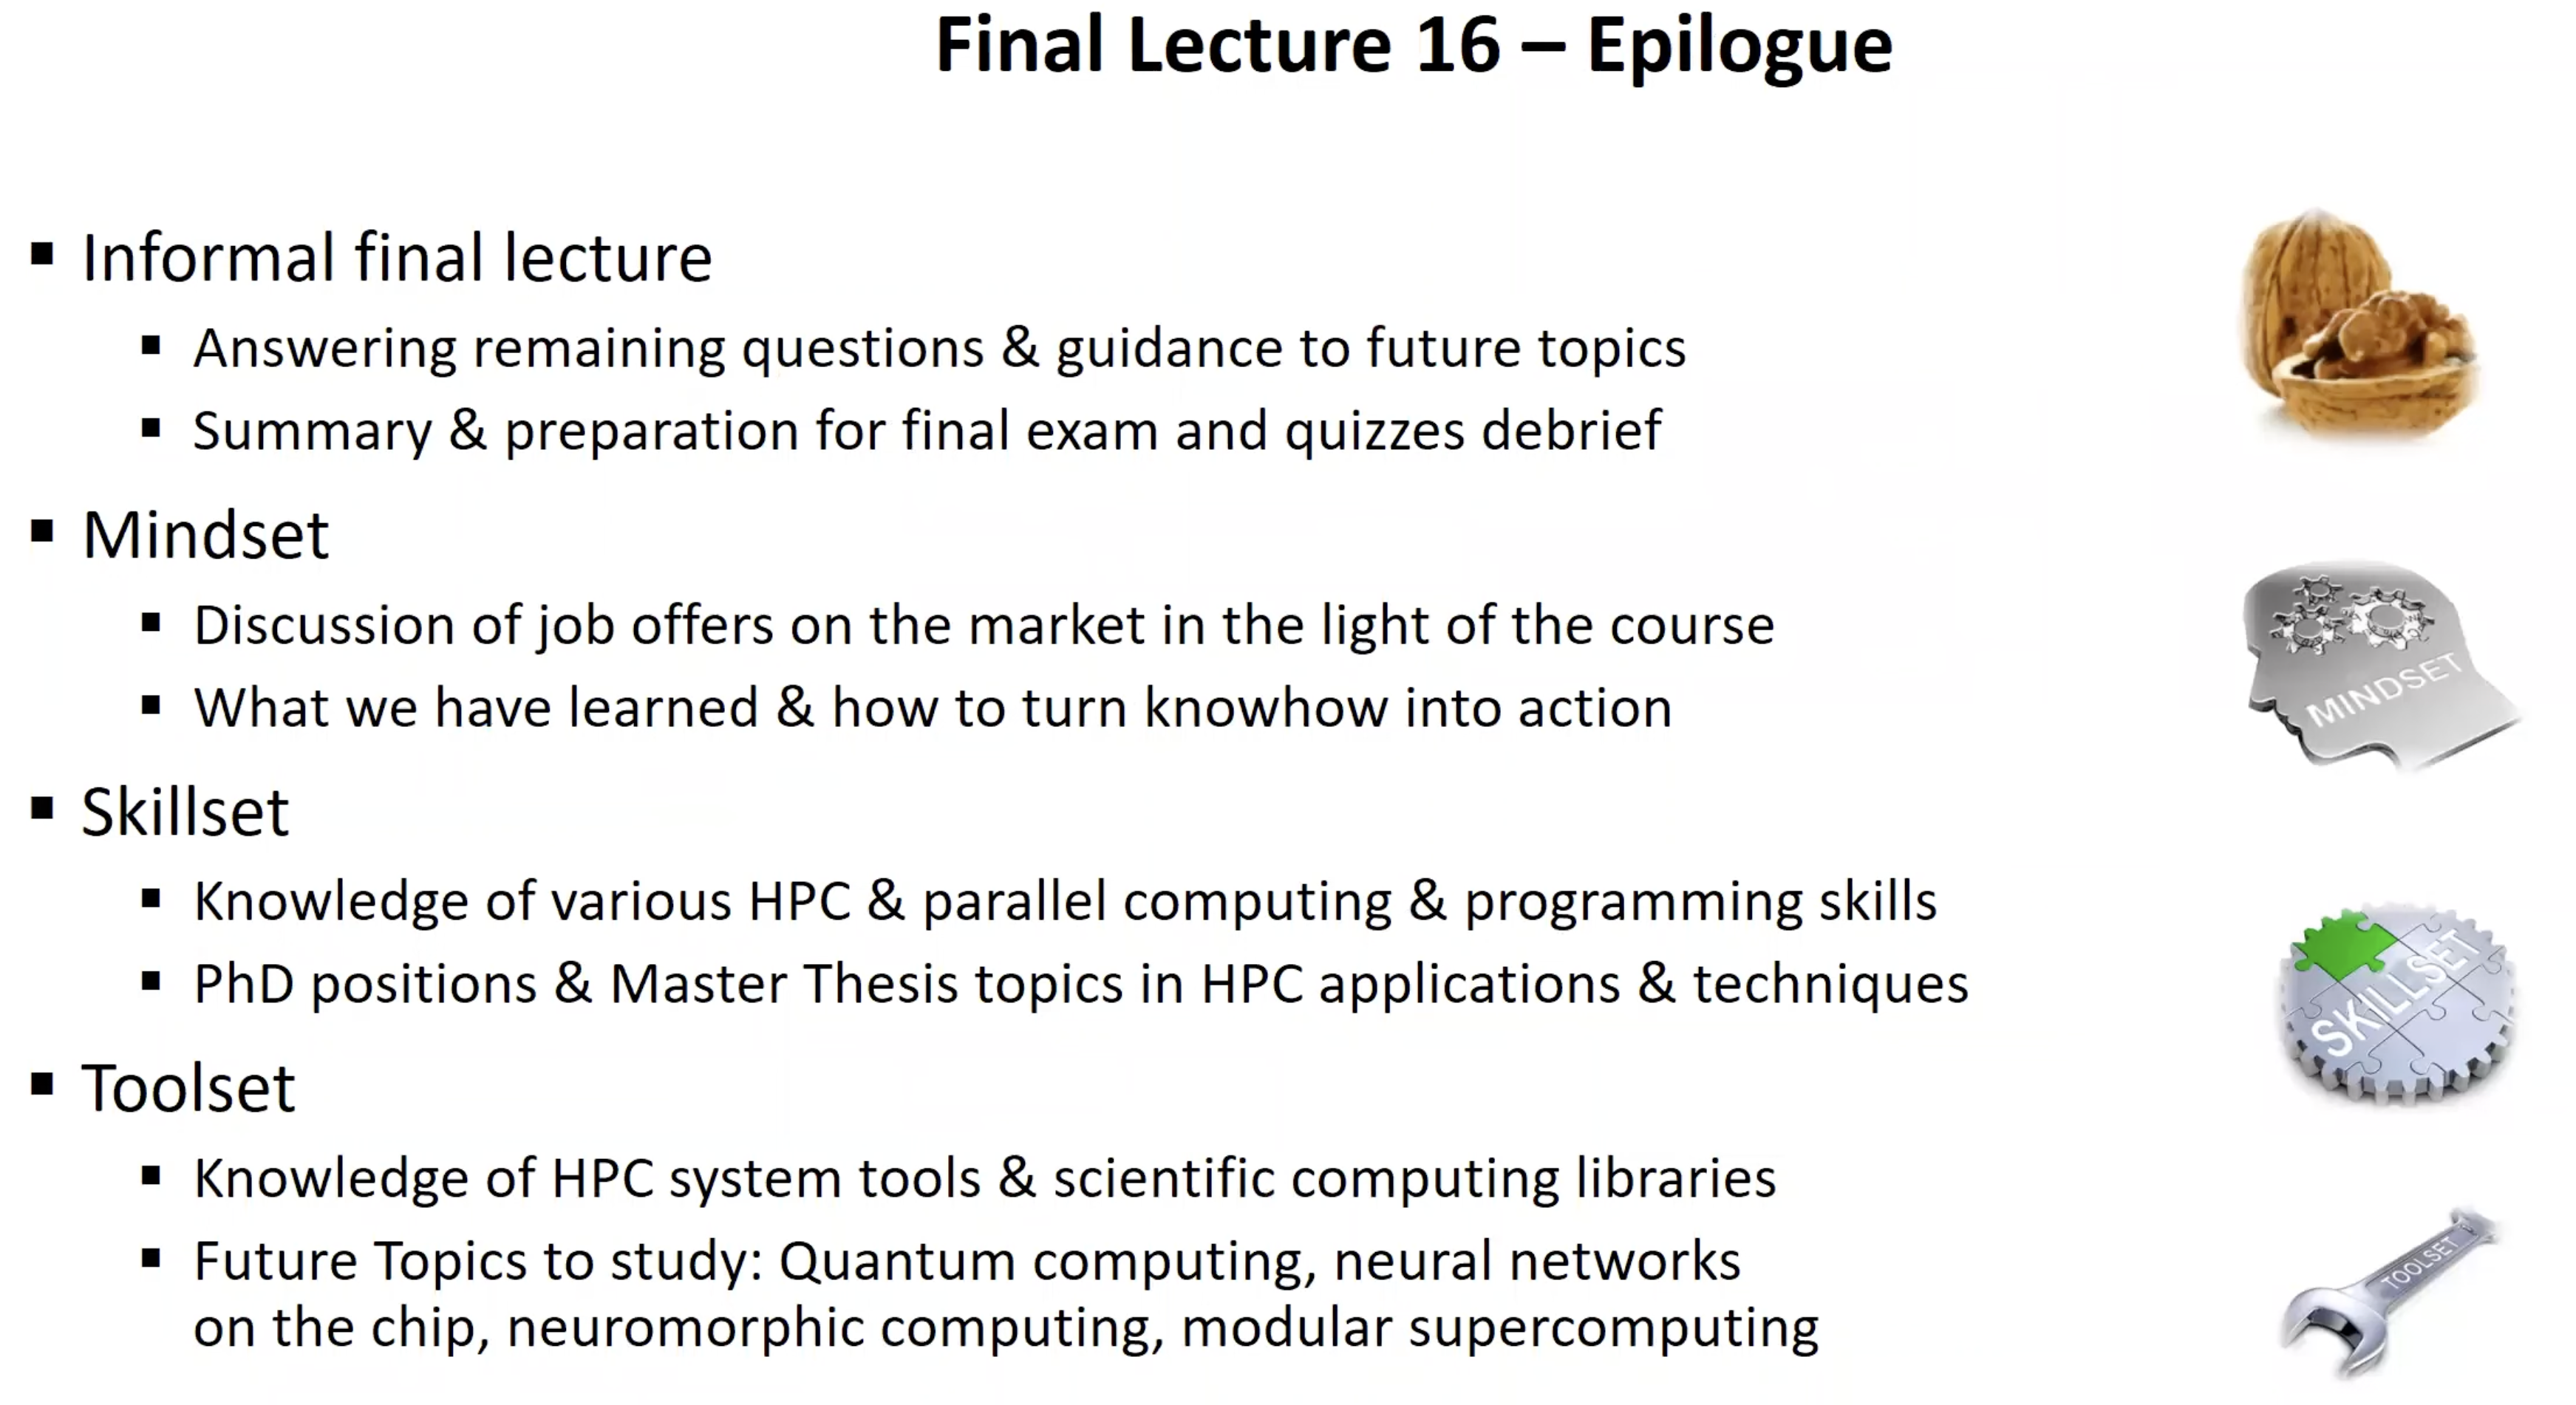 Final Lecture 16 – Epilogue
▪ Informal final lecture
▪ Answering remaining questions & guidance to future topics
▪ Summary & preparation for final exam and quizzes debrief
▪ Mindset
▪ Discussion of job offers on the market in the light of the course
▪ What we have learned & how to turn knowhow into action
MINDSET
▪ Skillset
▪ Knowledge of various HPC & parallel computing & programming skills
▪ PhD positions & Master Thesis topics in HPC applications & techniques
SKILLSET
▪ Toolset
▪ Knowledge of HPC system tools & scientific computing libraries
▪ Future Topics to study: Quantum computing, neural networks
on the chip, neuromorphic computing, modular supercomputing
TOOLSET